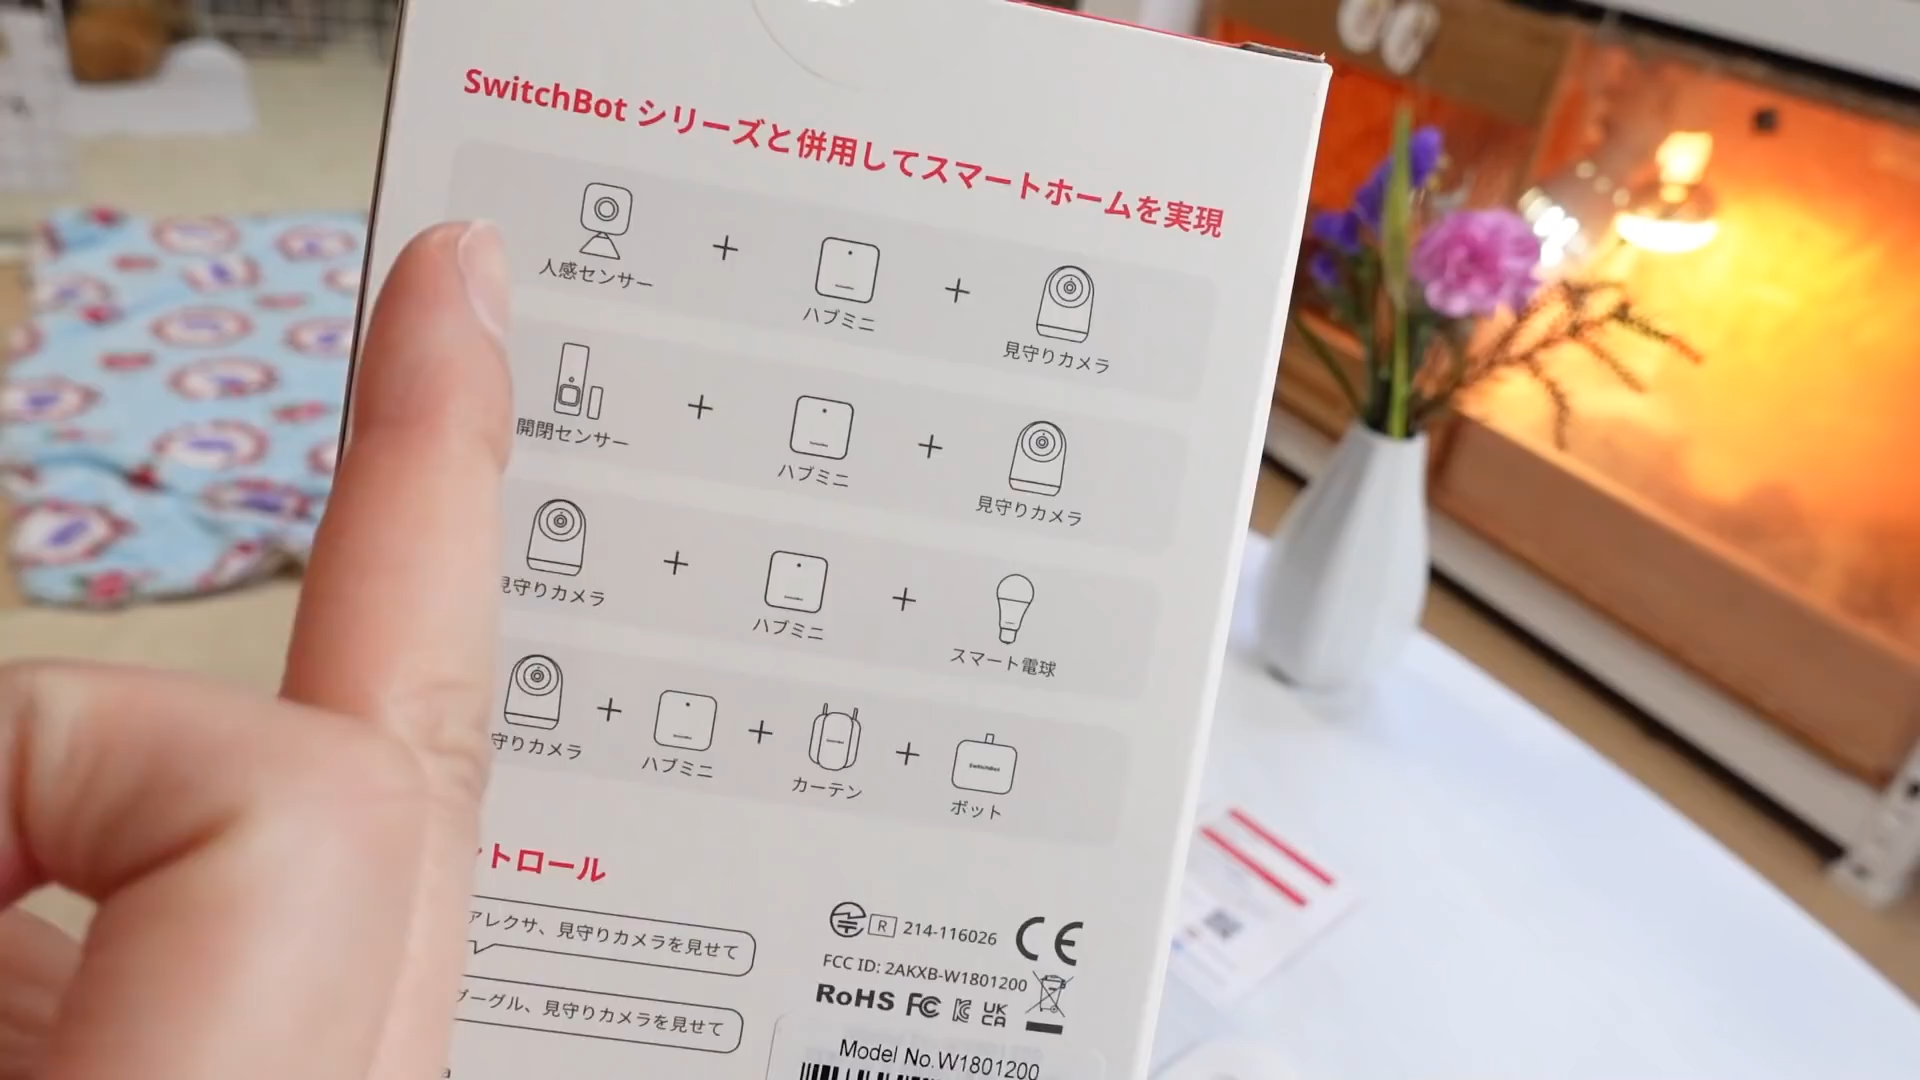 SwitchBot シリーズと併用してスマートホームを実現
人感センサー + ハブミニ + 見守りカメラ
開閉センサー + ハブミニ + 見守りカメラ
見守りカメラ + ハブミニ + スマート電球
守りカメラ + ハブミニ + カーテン + ボット
SwitchBot
トロール
アレクサ、見守りカメラを見せて
グーグル、見守りカメラを見せて
R 214-116026 CE
FCC ID: 2AKXB-W1801200
RoHS FC UK CA
Model No.W1801200